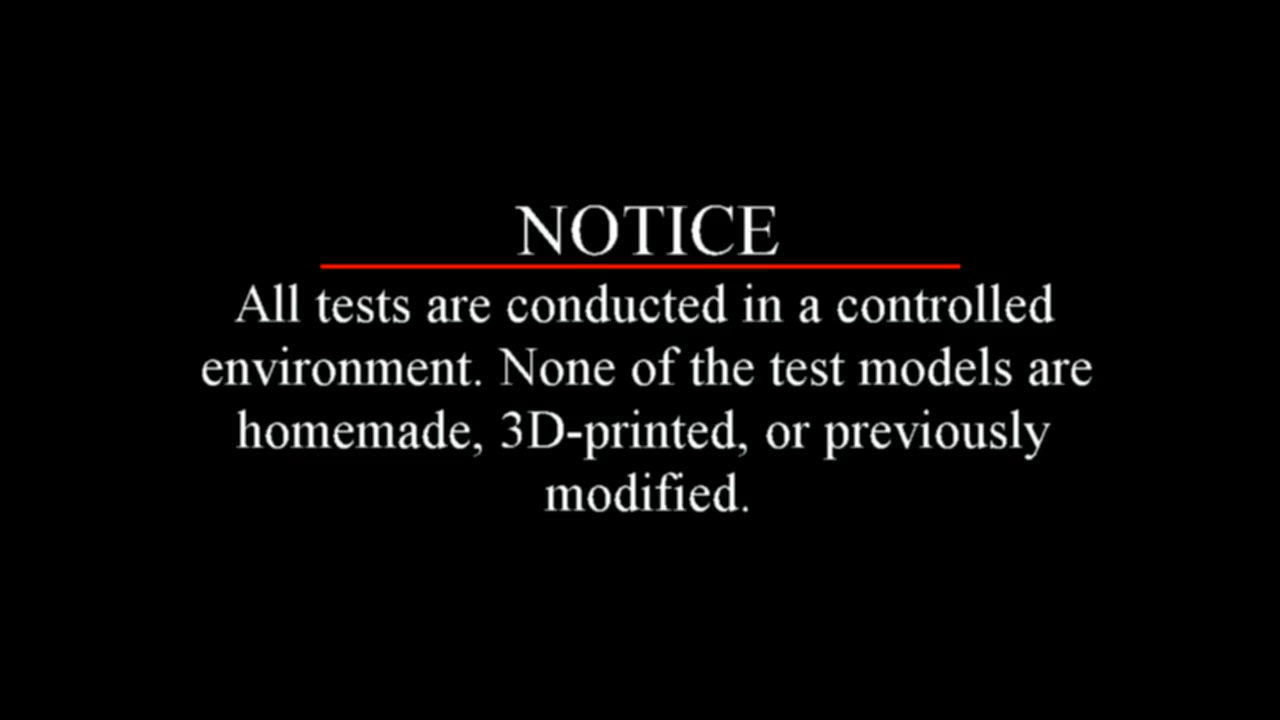 NOTICE
All tests are conducted in a controlled
environment. None of the test models are
homemade, 3D-printed, or previously
modified.